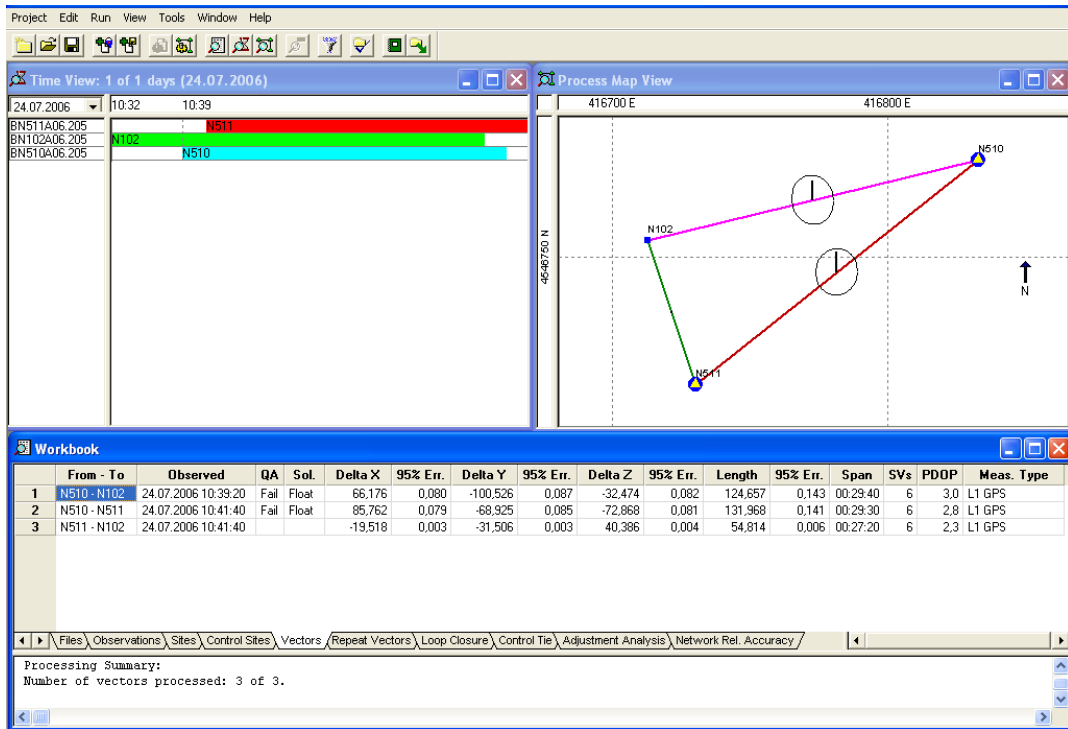 Project Edit Run View Tools Window Help
Time View: 1 of 1 days (24.07.2006)
24.07.2006 10:32 10:39
BN511A06.205 N511
BN102A06.205 N102
BN510A06.205 N510
Process Map View
416700 E 416800 E
4546750 N
N510
N102
N511
N
Workbook
From - To Observed QA Sol. Delta X 95% Err. Delta Y 95% Err. Delta Z 95% Err. Length 95% Err. Span SVs PDOP Meas. Type
1 N510 - N102 24.07.2006 10:39:20 Fail Float 66,176 0,080 -100,526 0,087 -32,474 0,082 124,657 0,143 00:29:40 6 3,0 L1 GPS
2 N510 - N511 24.07.2006 10:41:40 Fail Float 85,762 0,079 -68,925 0,085 -72,868 0,081 131,968 0,141 00:29:30 6 2,8 L1 GPS
3 N511 - N102 24.07.2006 10:41:40 -19,518 0,003 -31,506 0,003 40,386 0,004 54,814 0,006 00:27:20 6 2,3 L1 GPS
Files Observations Sites Control Sites Vectors Repeat Vectors Loop Closure Control Tie Adjustment Analysis Network Rel. Accuracy
Processing Summary:
Number of vectors processed: 3 of 3.